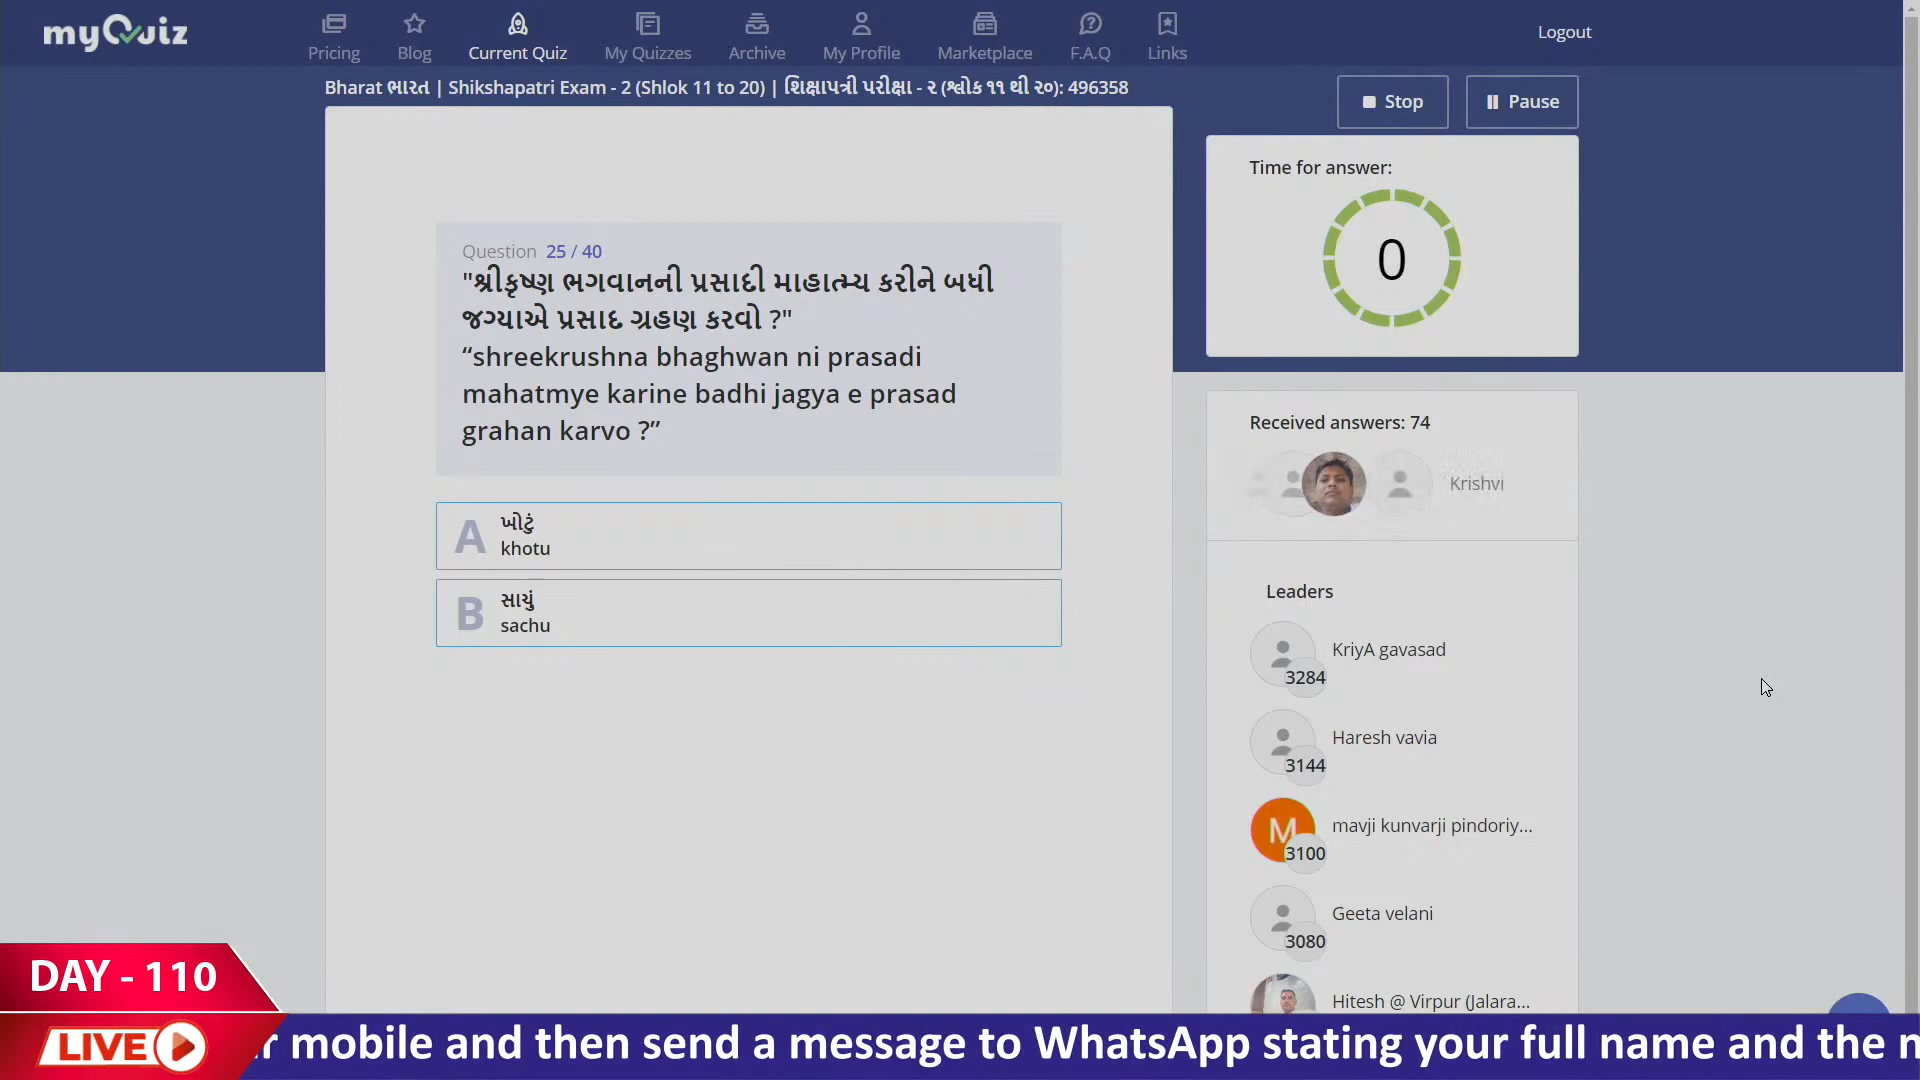 myQuiz
Pricing
Blog
Current Quiz
My Quizzes
Archive
My Profile
Marketplace
F.A.Q
Links
Logout
Bharat ભારત | Shikshapatri Exam - 2 (Shlok 11 to 20) | શિક્ષાપત્રી પરીક્ષા - ૨ (શ્લોક ૧૧ થી ૨૦): 496358
Stop
Pause
Time for answer:
0
Question 25 / 40
"શ્રીકૃષ્ણ ભગવાનની પ્રસાદી માહાત્મ્ય કરીને બધી
જગ્યાએ પ્રસાદ ગ્રહણ કરવો ?"
“shreekrushna bhaghwan ni prasadi
mahatmye karine badhi jagya e prasad
grahan karvo ?”
A
ખોટું
khotu
B
સાચું
sachu
Received answers: 74
Krishvi
Leaders
KriyA gavasad
3284
Haresh vavia
3144
M
mavji kunvarji pindoriy...
3100
Geeta velani
3080
Hitesh @ Virpur (Jalara...
DAY - 110
LIVE
r mobile and then send a message to WhatsApp stating your full name and the